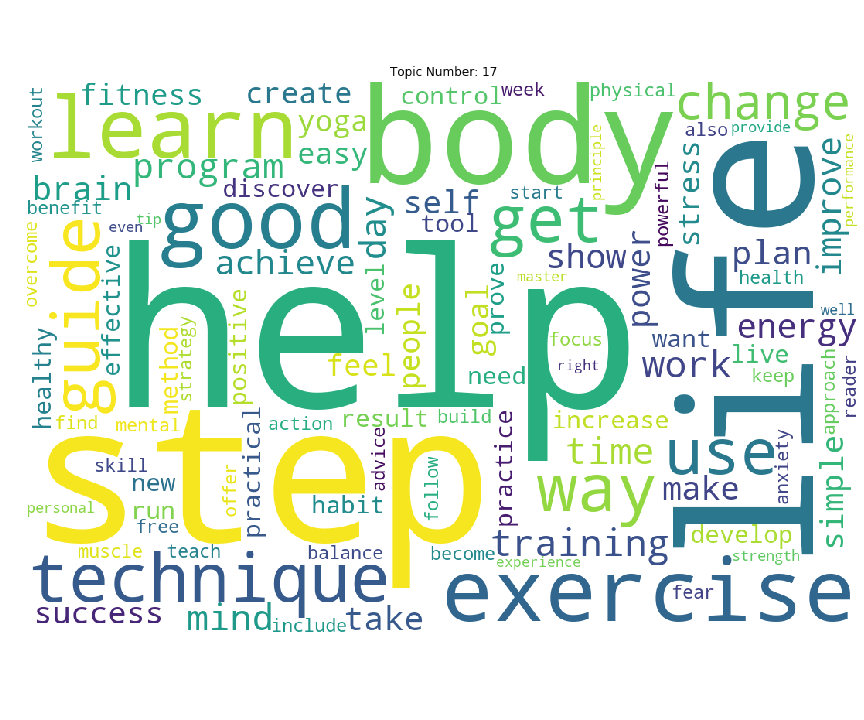 Topic Number: 17
workout
fitness
create
learn
yoga
easy
body
control
week
physical
change
program
brain
discover
benefit
tip
even
overcome
good
achieve
day
self
tool
start
get
principle
also
provide
performance
powerful
stress
life
improve
guide
effective
help
level
people
goal
prove
shower
master
power
plan
health
well
energy
healthy
method
strategy
positive
feel
need
focus
right
want
work
live
keep
approach
reader
find
mental
step
action
result
build
increase
practical
advice
practice
time
use
anxiety
simple
skill
new
offer
habit
follow
way
make
personal
run
free
muscle
teach
balance
become
training
develop
experience
strength
technique
exercise
fear
success
mind
include
take